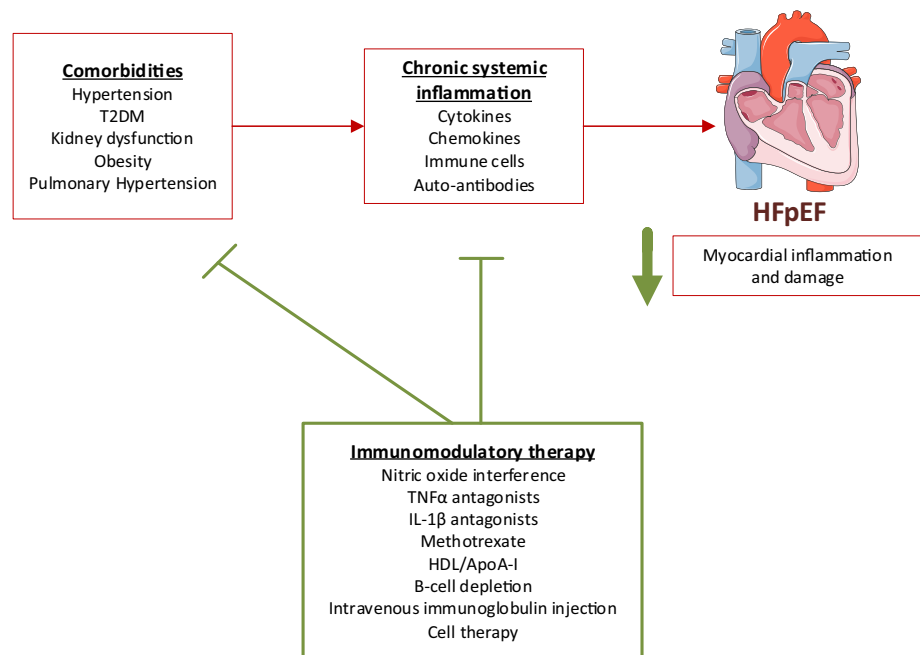 Comorbidities
Hypertension
T2DM
Kidney dysfunction
Obesity
Pulmonary Hypertension
Chronic systemic
inflammation
Cytokines
Chemokines
Immune cells
Auto-antibodies
HFpEF
Myocardial inflammation
and damage
Immunomodulatory therapy
Nitric oxide interference
TNFα antagonists
IL-1β antagonists
Methotrexate
HDL/ApoA-I
B-cell depletion
Intravenous immunoglobulin injection
Cell therapy